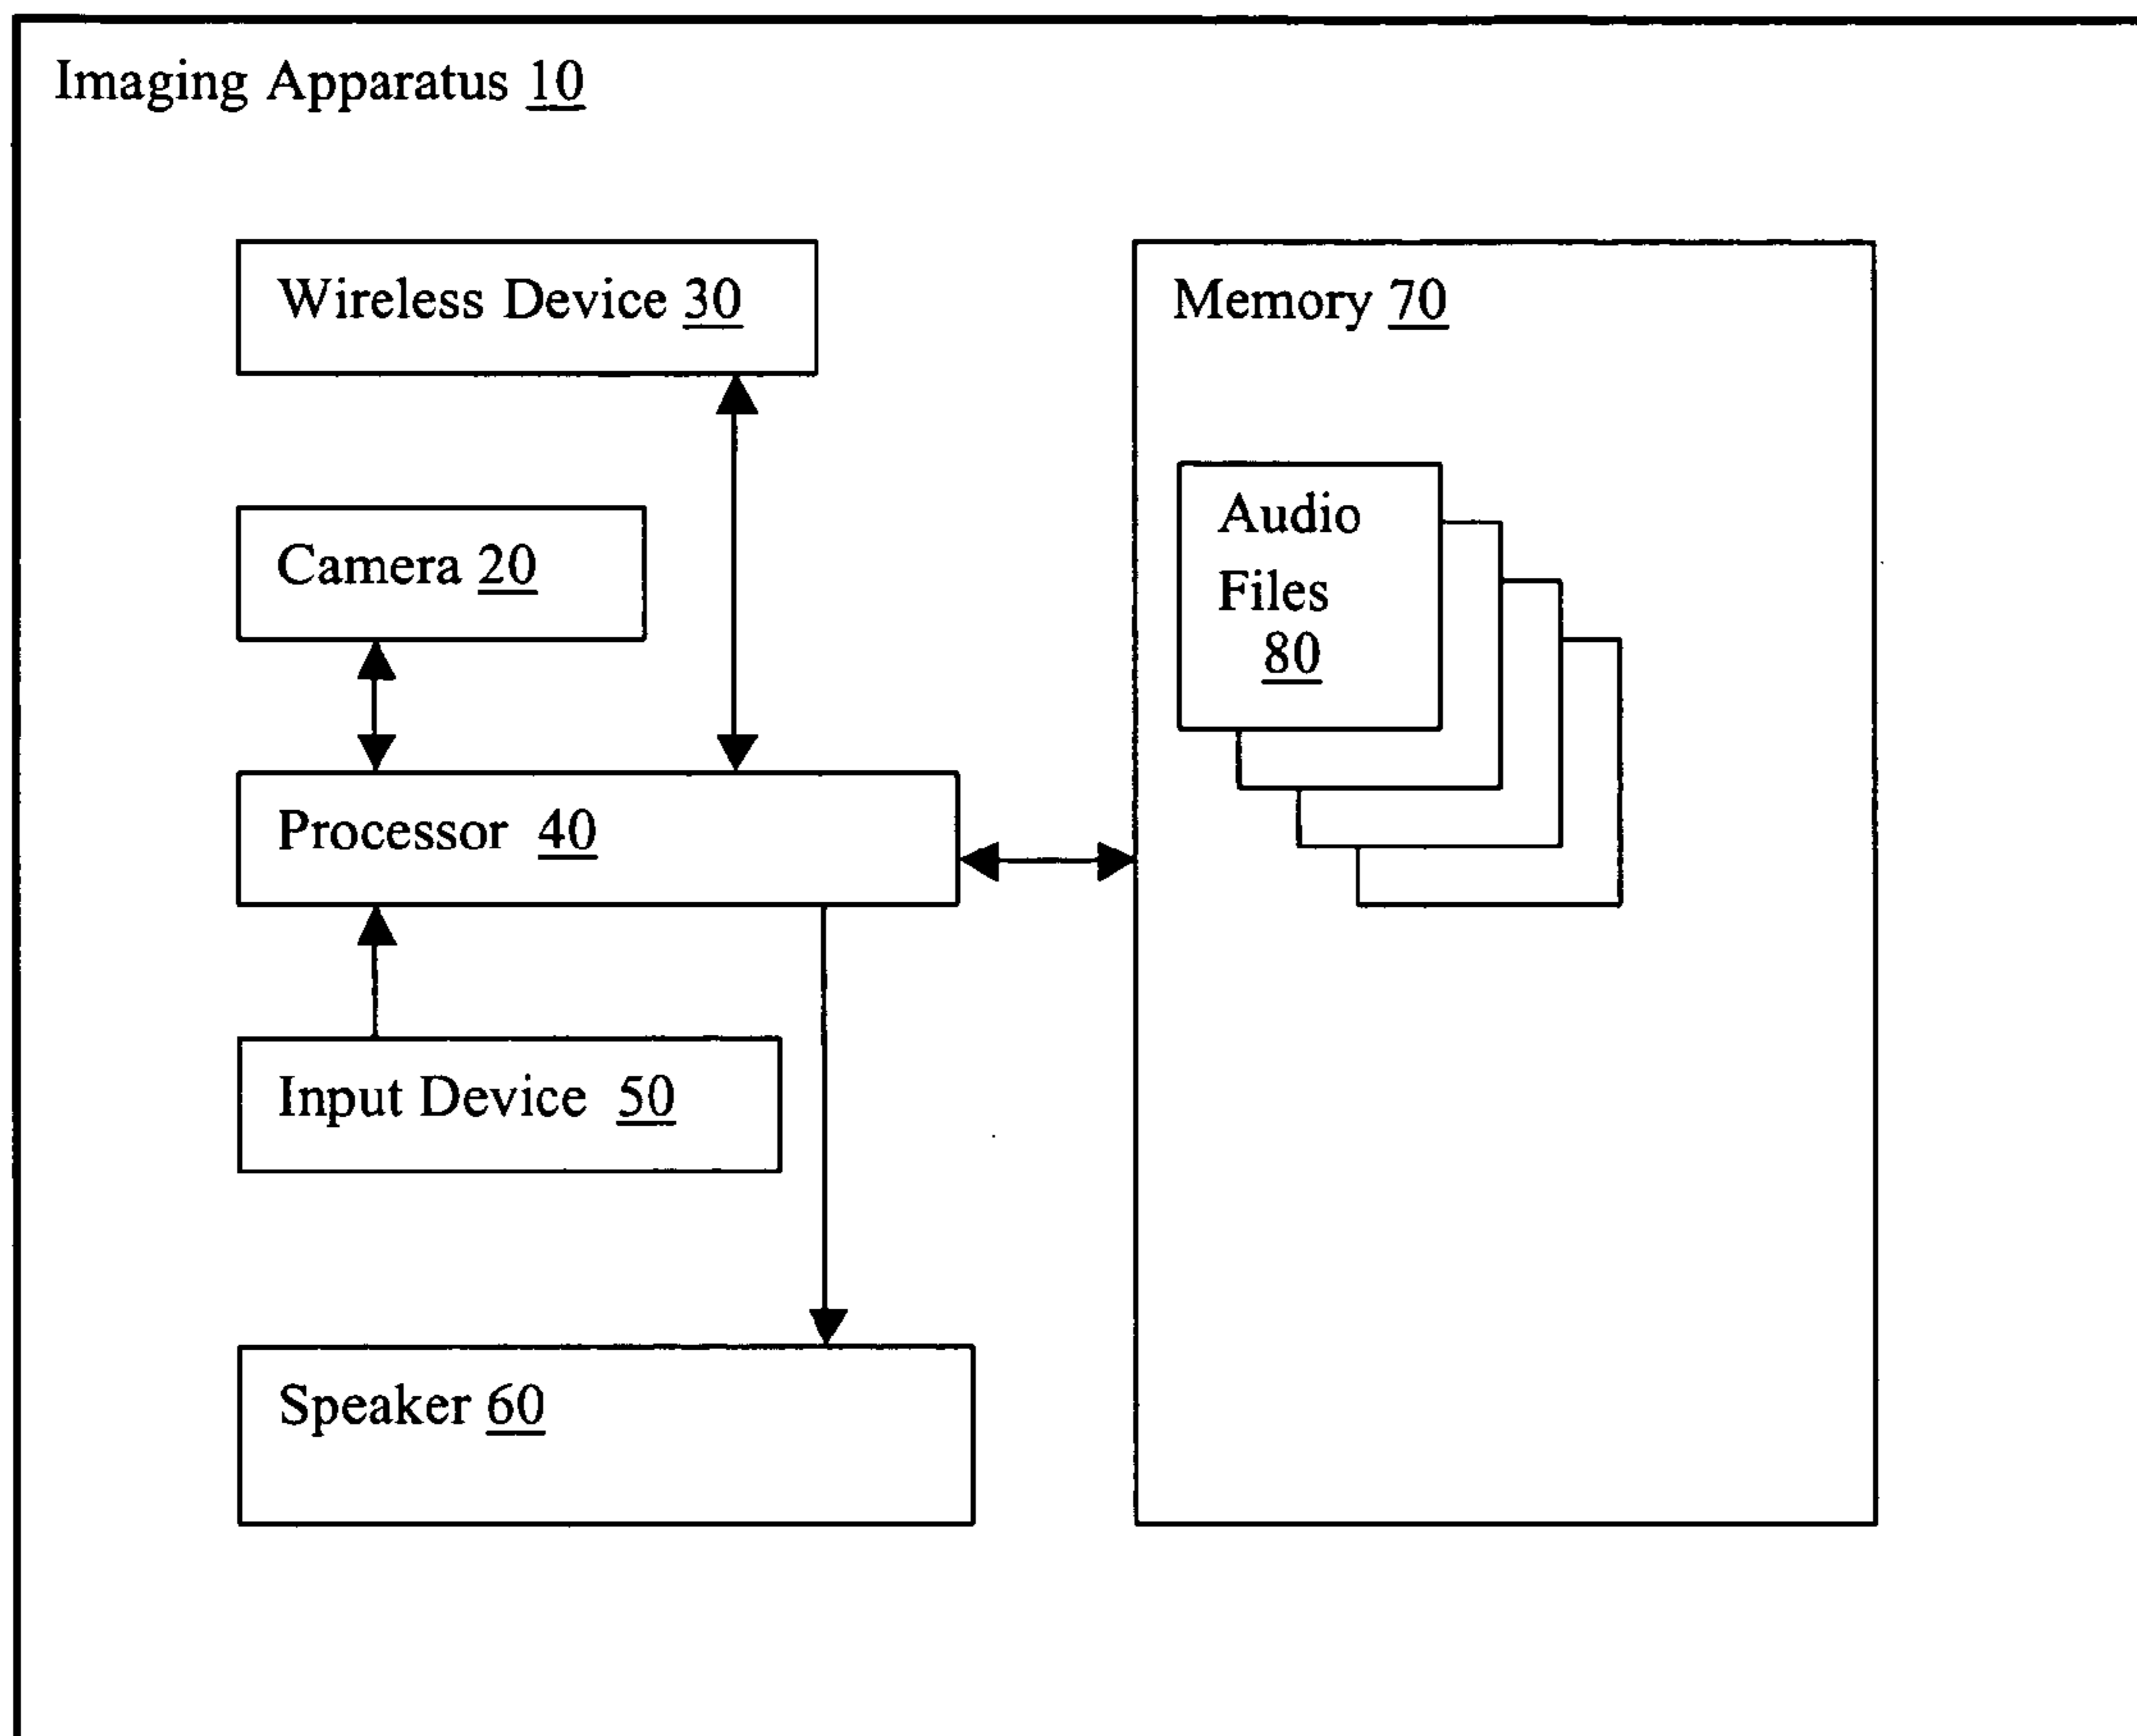 Imaging Apparatus 10
Wireless Device 30
Camera 20
Processor 40
Input Device 50
Speaker 60
Memory 70
Audio
Files
80